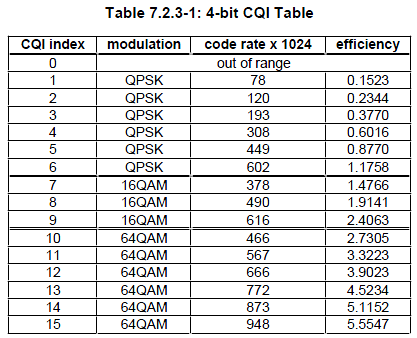 Table 7.2.3-1: 4-bit CQI Table
CQI index modulation code rate x 1024 efficiency
0 out of range
1 QPSK 78 0.1523
2 QPSK 120 0.2344
3 QPSK 193 0.3770
4 QPSK 308 0.6016
5 QPSK 449 0.8770
6 QPSK 602 1.1758
7 16QAM 378 1.4766
8 16QAM 490 1.9141
9 16QAM 616 2.4063
10 64QAM 466 2.7305
11 64QAM 567 3.3223
12 64QAM 666 3.9023
13 64QAM 772 4.5234
14 64QAM 873 5.1152
15 64QAM 948 5.5547